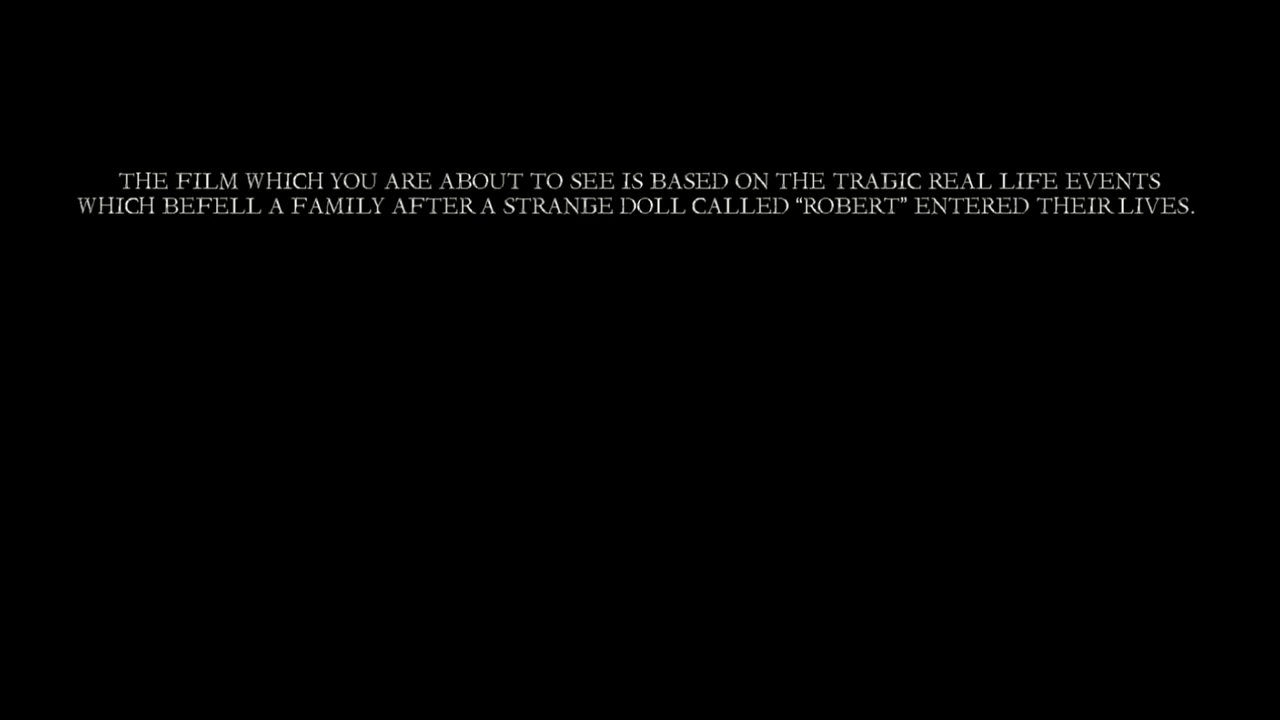 THE FILM WHICH YOU ARE ABOUT TO SEE IS BASED ON THE TRAGIC REAL LIFE EVENTS
WHICH BEFELL A FAMILY AFTER A STRANGE DOLL CALLED “ROBERT” ENTERED THEIR LIVES.